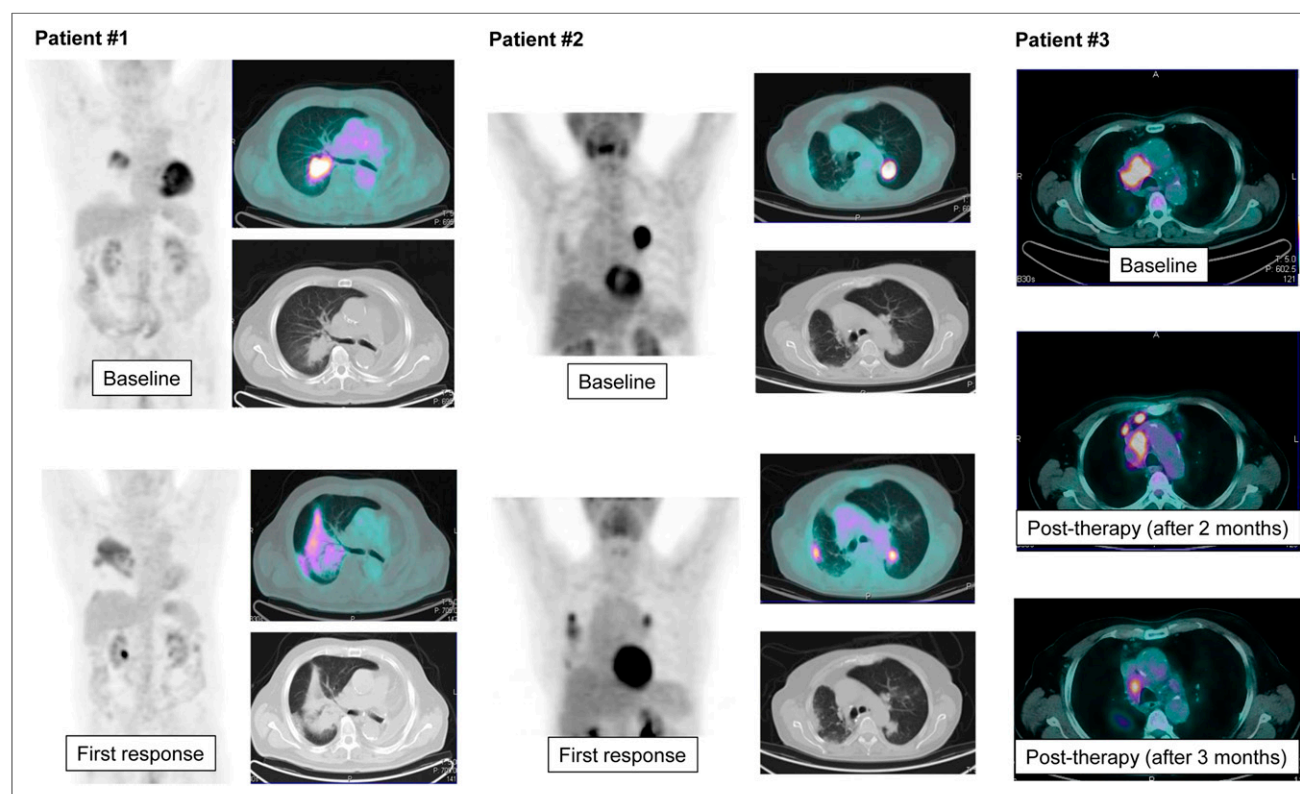 Patient #1
Patient #2
Patient #3
Baseline
Baseline
Baseline
First response
First response
Post-therapy (after 2 months)
Post-therapy (after 3 months)
A
R
L
T: 5.0
P: 602.5
121
830s
A
R
L